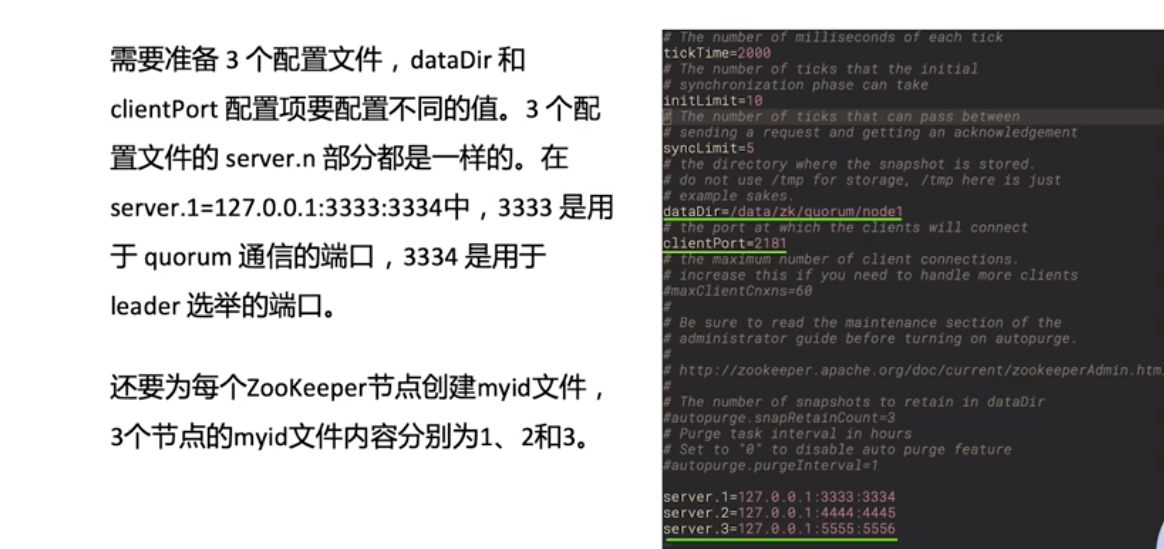 需要准备 3 个配置文件，dataDir 和
clientPort 配置项要配置不同的值。3 个配
置文件的 server.n 部分都是一样的。在
server.1=127.0.0.1:3333:3334中，3333 是用
于 quorum 通信的端口，3334 是用于
leader 选举的端口。
还要为每个ZooKeeper节点创建myid文件，
3个节点的myid文件内容分别为1、2和3。
# The number of milliseconds of each tick
tickTime=2000
# The number of ticks that the initial
# synchronization phase can take
initLimit=10
# The number of ticks that can pass between
# sending a request and getting an acknowledgement
syncLimit=5
# the directory where the snapshot is stored.
# do not use /tmp for storage, /tmp here is just
# example sakes.
dataDir=/data/zk/quorum/node1
# the port at which the clients will connect
clientPort=2181
# the maximum number of client connections.
# increase this if you need to handle more clients
#maxClientCnxns=60
#
# Be sure to read the maintenance section of the
# administrator guide before turning on autopurge.
#
# http://zookeeper.apache.org/doc/current/zookeeperAdmin.htm
#
# The number of snapshots to retain in dataDir
#autopurge.snapRetainCount=3
# Purge task interval in hours
# Set to "0" to disable auto purge feature
#autopurge.purgeInterval=1
server.1=127.0.0.1:3333:3334
server.2=127.0.0.1:4444:4445
server.3=127.0.0.1:5555:5556